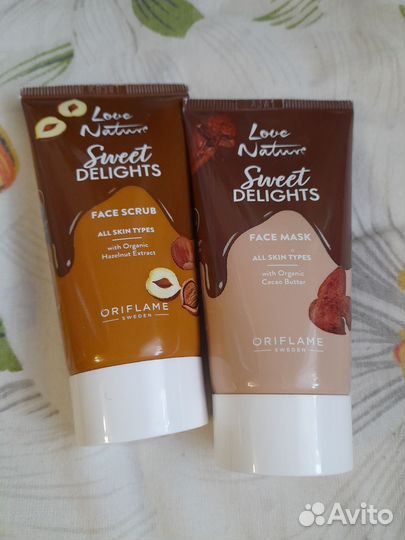 Love
Nature
Sweet
DELIGHTS
FACE SCRUB
ALL SKIN TYPES
with Organic
Hazelnut Extract
ORIFLAME
SWEDEN
Love
Nature
Sweet
DELIGHTS
FACE MASK
ALL SKIN TYPES
with Organic
Cacao Butter
ORIFLAME
SWEDEN
Avito